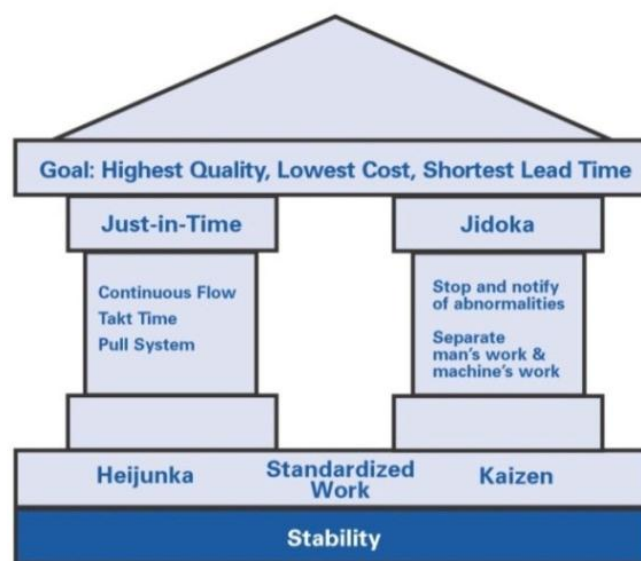 Goal: Highest Quality, Lowest Cost, Shortest Lead Time
Just-in-Time
Continuous Flow
Takt Time
Pull System
Jidoka
Stop and notify
of abnormalities
Separate
man's work &
machine's work
Heijunka
Standardized
Work
Kaizen
Stability